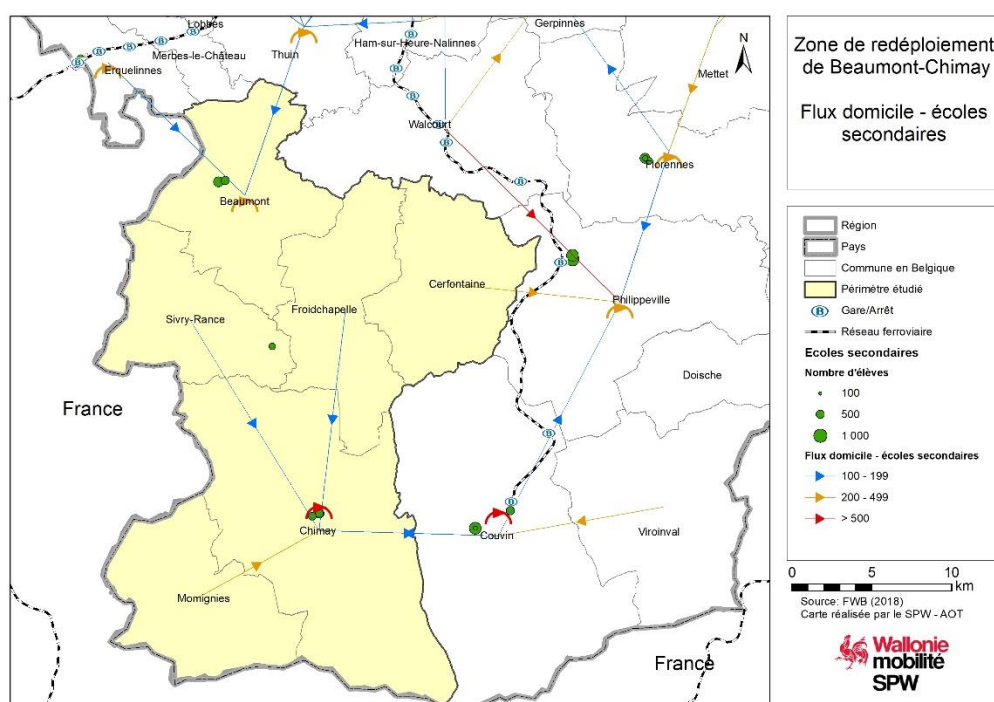 Lobbes
Gerpinnes
Thuin
Ham-sur-Heure-Nalinnes
Merbes-le-Château
Erquelinnes
Mettet
N
Walcourt
Florennes
Beaumont
Cerfontaine
Philippeville
Sivry-Rance
Froidchapelle
Doische
France
Chimay
Couvin
Viroinval
Momignies
France
B
B
B
B
B
B
B
B
B
B
B
B
B
B
Zone de redéploiement
de Beaumont-Chimay
Flux domicile - écoles
secondaires
Région
Pays
Commune en Belgique
Périmètre étudié
B Gare/Arrêt
Réseau ferroviaire
Ecoles secondaires
Nombre d'élèves
100
500
1 000
Flux domicile - écoles secondaires
100 - 199
200 - 499
> 500
0 5 10
km
Source: FWB (2018)
Carte réalisée par le SPW - AOT
Wallonie
mobilité
SPW